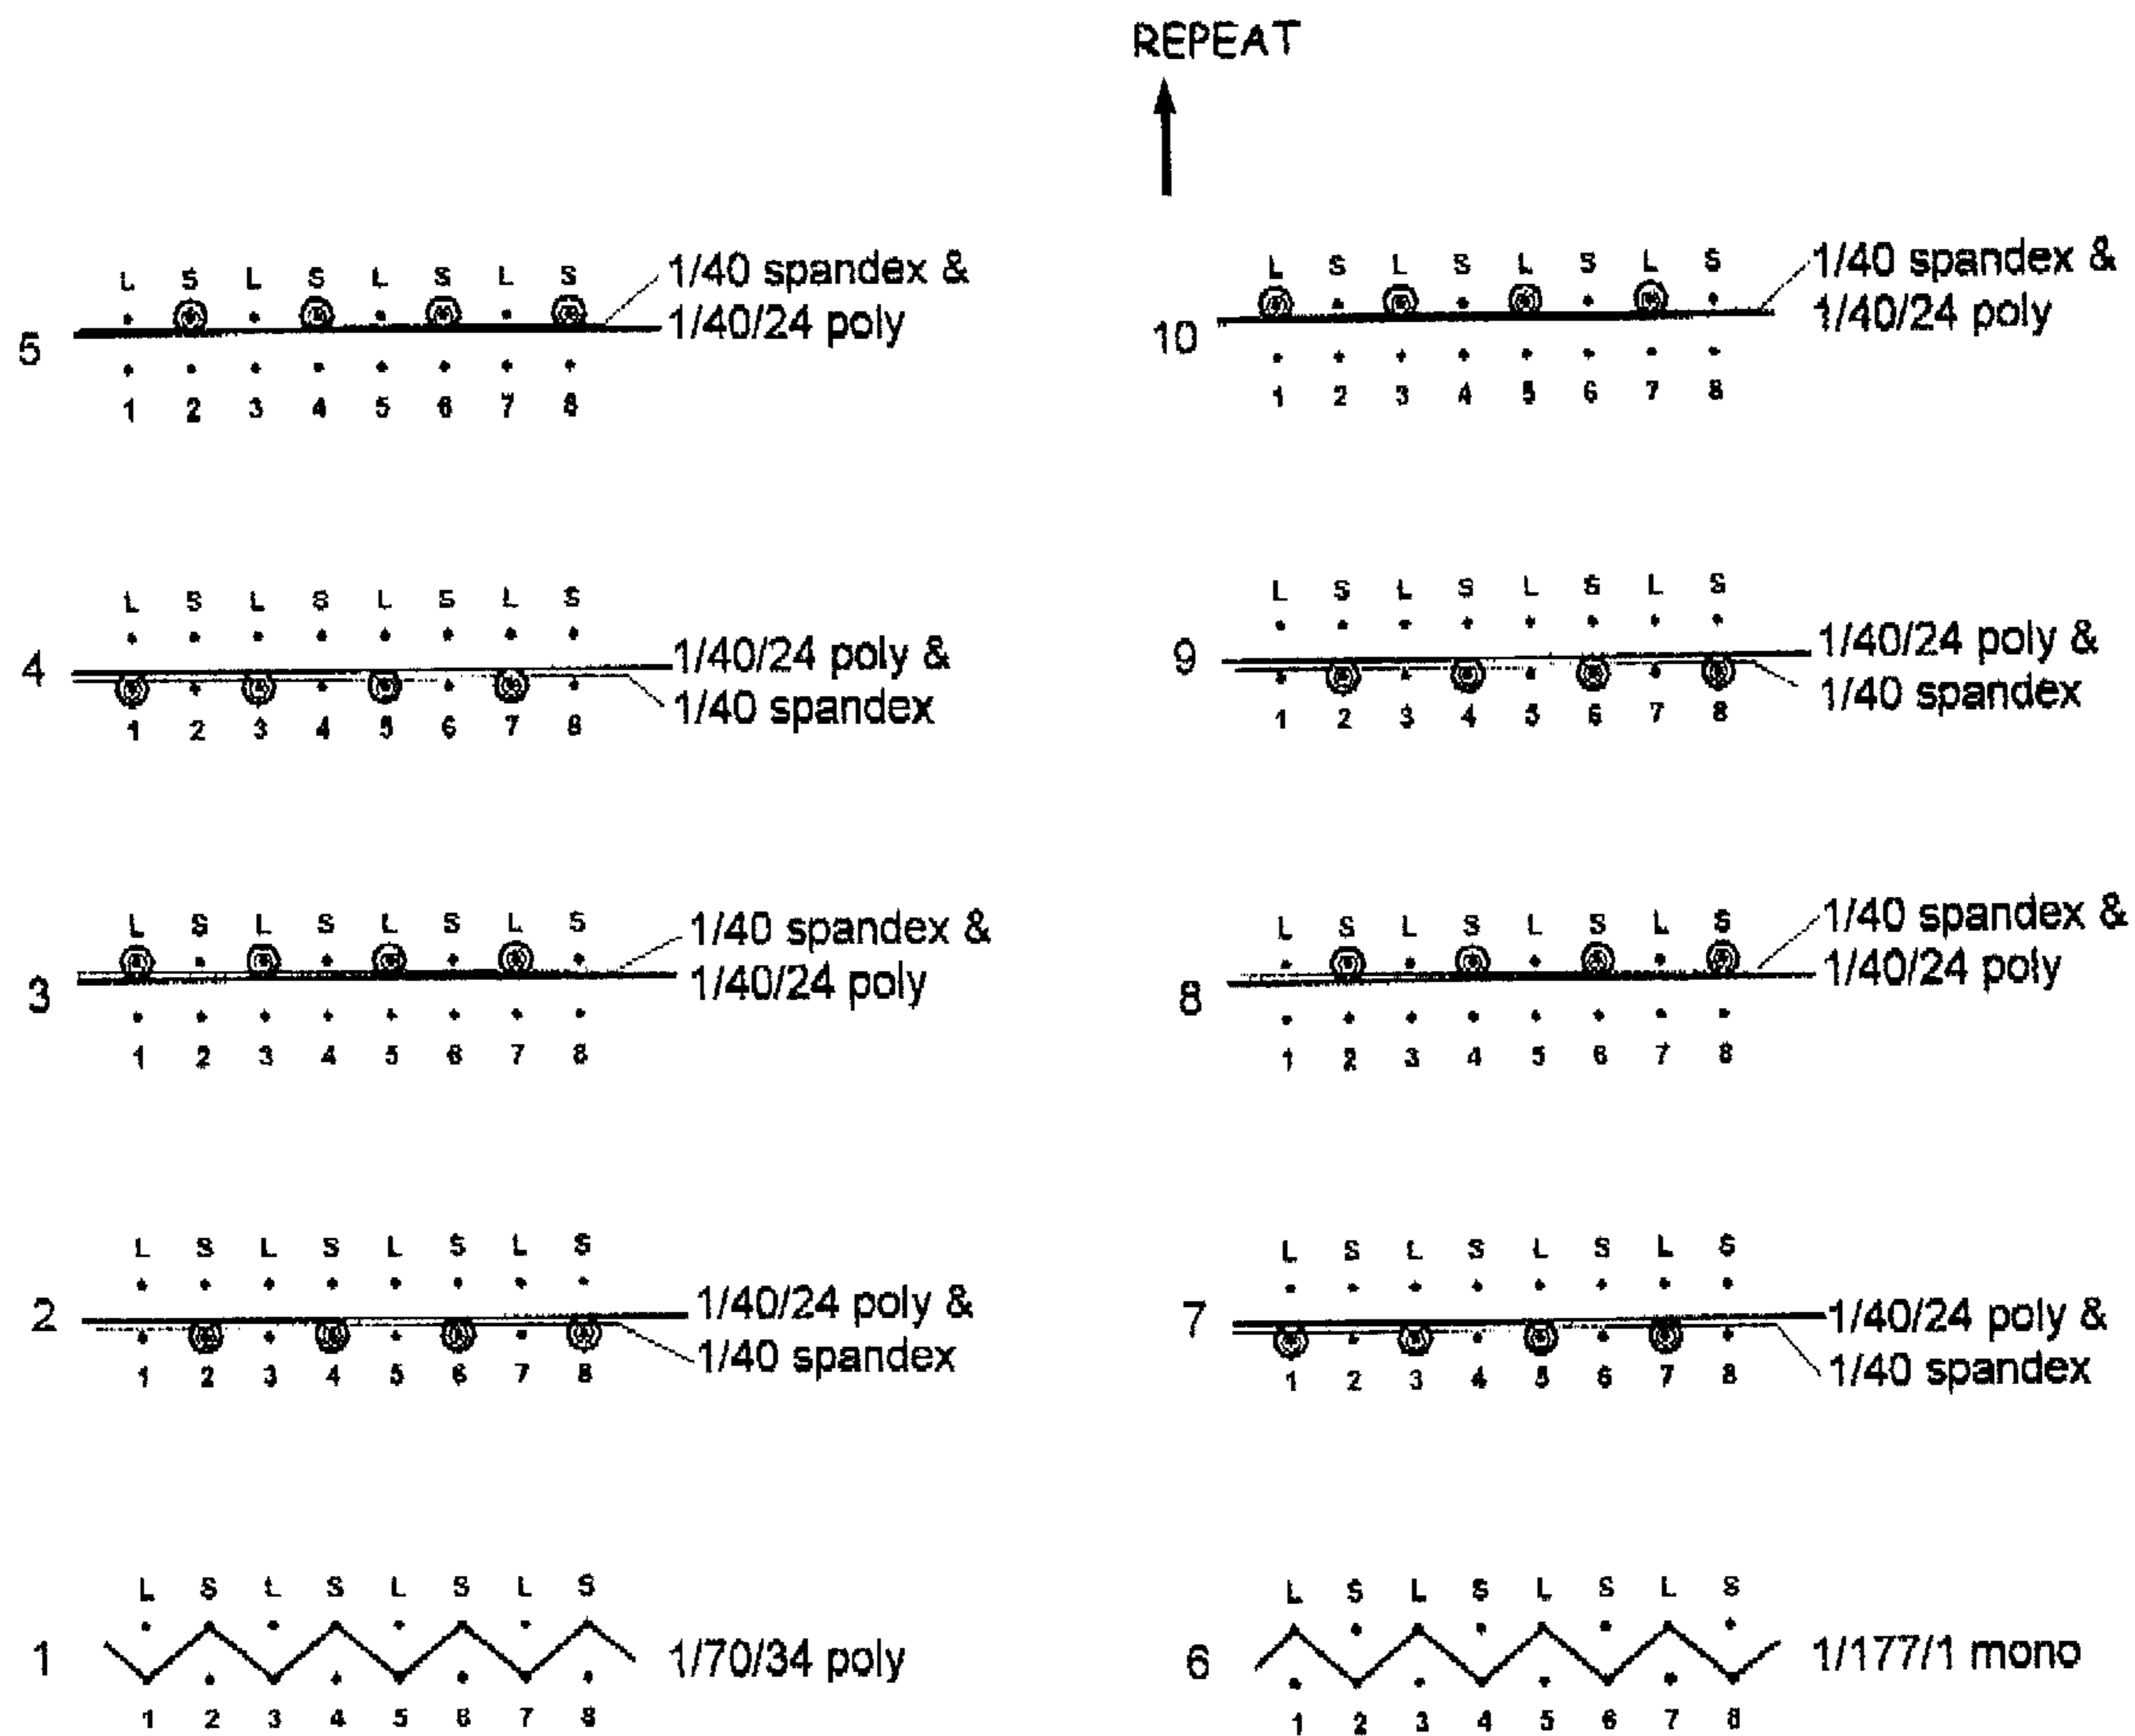 REPEAT
L S L S L S L S
5
1/40 spandex &
1/40/24 poly
1 2 3 4 5 6 7 8
L S L S L S L S
10
1/40 spandex &
1/40/24 poly
1 2 3 4 5 6 7 8
L S L S L S L S
4
1/40/24 poly &
1/40 spandex
1 2 3 4 5 6 7 8
L S L S L S L S
9
1/40/24 poly &
1/40 spandex
1 2 3 4 5 6 7 8
L S L S L S L S
3
1/40 spandex &
1/40/24 poly
1 2 3 4 5 6 7 8
L S L S L S L S
8
1/40 spandex &
1/40/24 poly
1 2 3 4 5 6 7 8
L S L S L S L S
2
1/40/24 poly &
1/40 spandex
1 2 3 4 5 6 7 8
L S L S L S L S
7
1/40/24 poly &
1/40 spandex
1 2 3 4 5 6 7 8
L S L S L S L S
1
1/70/34 poly
1 2 3 4 5 6 7 8
L S L S L S L S
6
1/177/1 mono
1 2 3 4 5 6 7 8